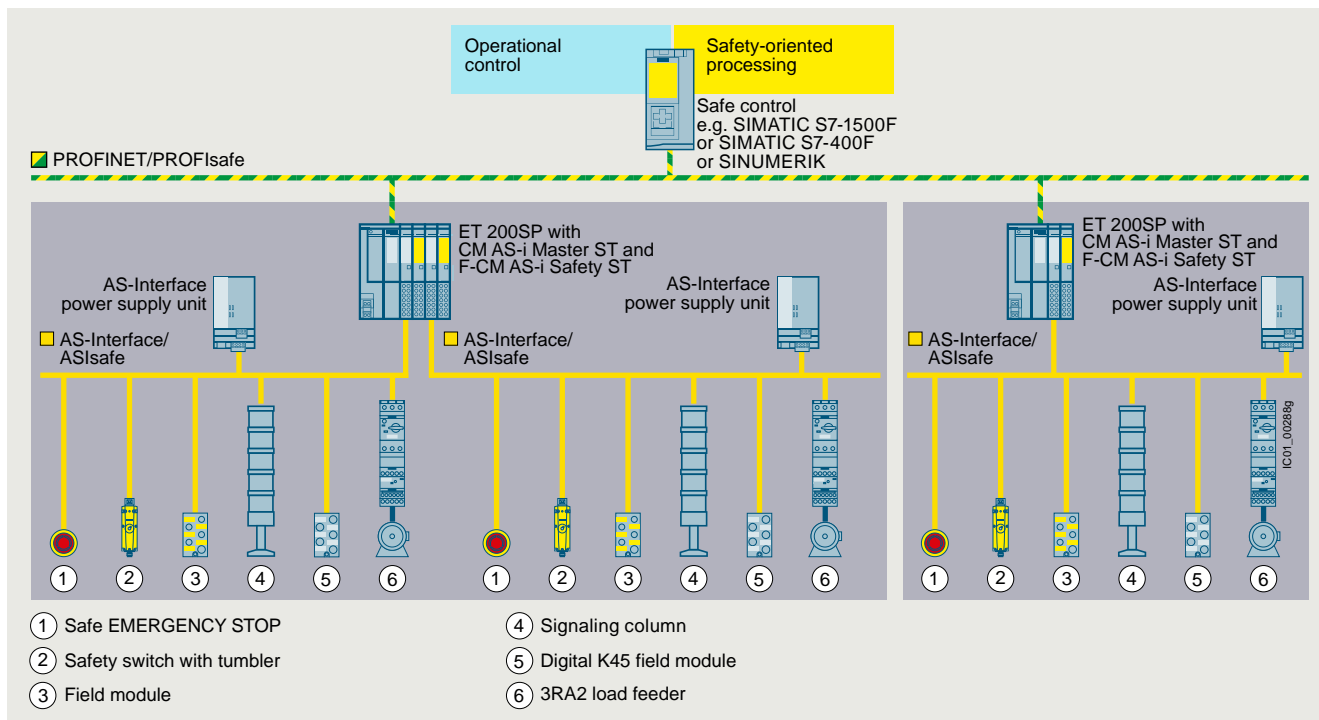 Operational
control
Safety-oriented
processing
Safe control
e.g. SIMATIC S7-1500F
or SIMATIC S7-400F
or SINUMERIK
PROFINET/PROFIsafe
ET 200SP with
CM AS-i Master ST and
F-CM AS-i Safety ST
AS-Interface
power supply unit
AS-Interface
power supply unit
AS-Interface/
ASIsafe
AS-Interface/
ASIsafe
ET 200SP with
CM AS-i Master ST and
F-CM AS-i Safety ST
AS-Interface
power supply unit
AS-Interface/
ASIsafe
IC01_00288g
1 2 3 4 5 6 1 2 3 4 5 6 1 2 3 4 5 6
1 Safe EMERGENCY STOP
2 Safety switch with tumbler
3 Field module
4 Signaling column
5 Digital K45 field module
6 3RA2 load feeder